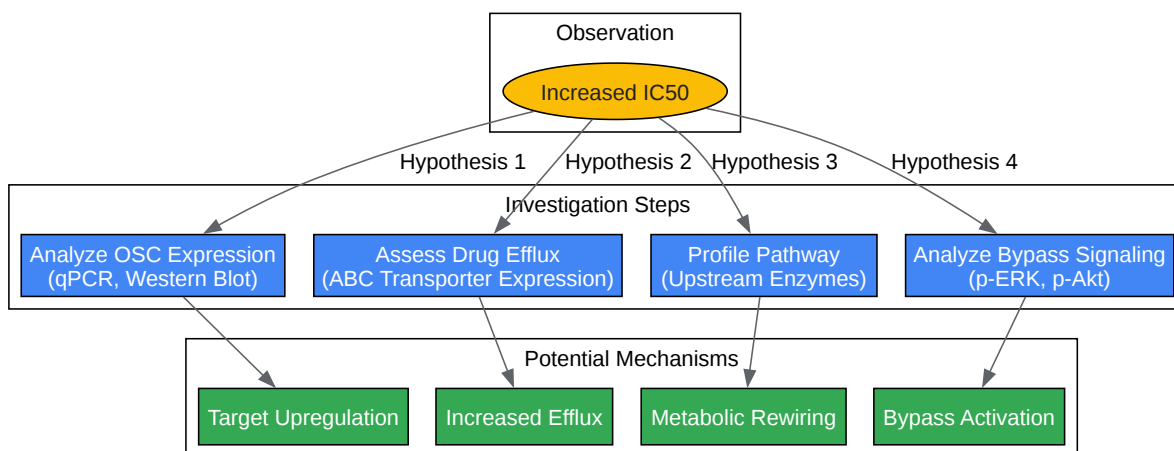 Observation
Increased IC50
Hypothesis 1
Hypothesis 2
Hypothesis 3
Hypothesis 4
Investigation Steps
Analyze OSC Expression
(qPCR, Western Blot)
Assess Drug Efflux
(ABC Transporter Expression)
Profile Pathway
(Upstream Enzymes)
Analyze Bypass Signaling
(p-ERK, p-Akt)
Potential Mechanisms
Target Upregulation
Increased Efflux
Metabolic Rewiring
Bypass Activation